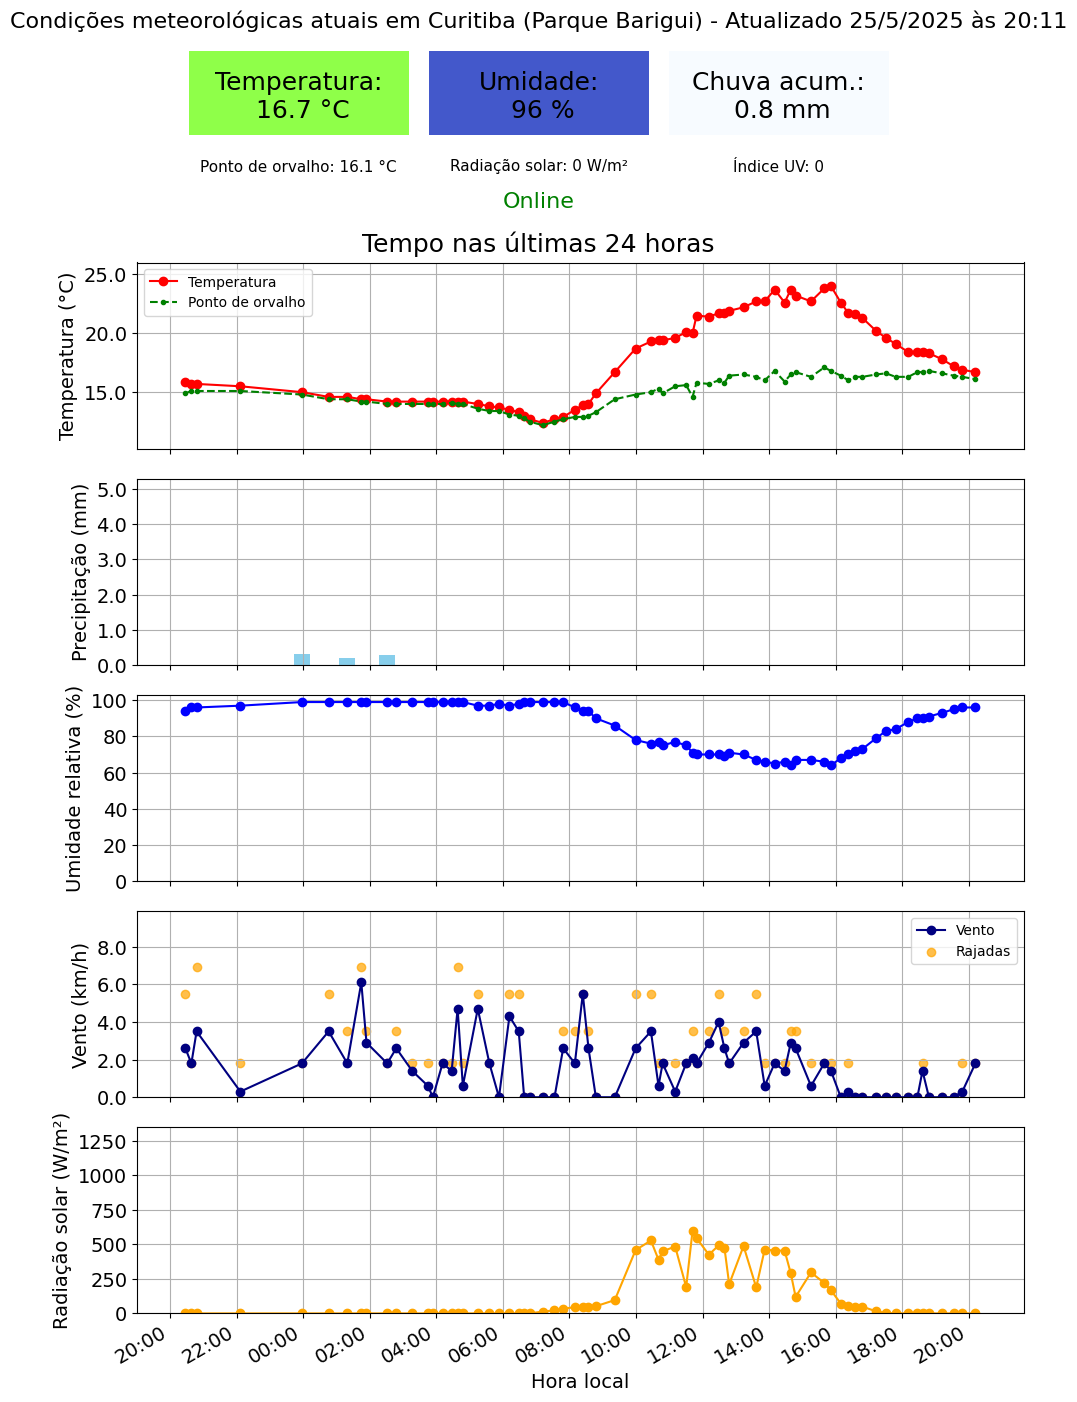 Condições meteorológicas atuais em Curitiba (Parque Barigui) - Atualizado 25/5/2025 às 20:11
Temperatura:
16.7 °C
Umidade:
96 %
Chuva acum.:
0.8 mm
Ponto de orvalho: 16.1 °C
Radiação solar: 0 W/m²
Índice UV: 0
Online
Tempo nas últimas 24 horas
Temperatura (°C)
25.0
20.0
15.0
Temperatura
Ponto de orvalho
Precipitação (mm)
5.0
4.0
3.0
2.0
1.0
0.0
Umidade relativa (%)
100
80
60
40
20
0
Vento (km/h)
8.0
6.0
4.0
2.0
0.0
Vento
Rajadas
Radiação solar (W/m²)
1250
1000
750
500
250
0
20:00
22:00
00:00
02:00
04:00
06:00
08:00
10:00
12:00
14:00
16:00
18:00
20:00
Hora local